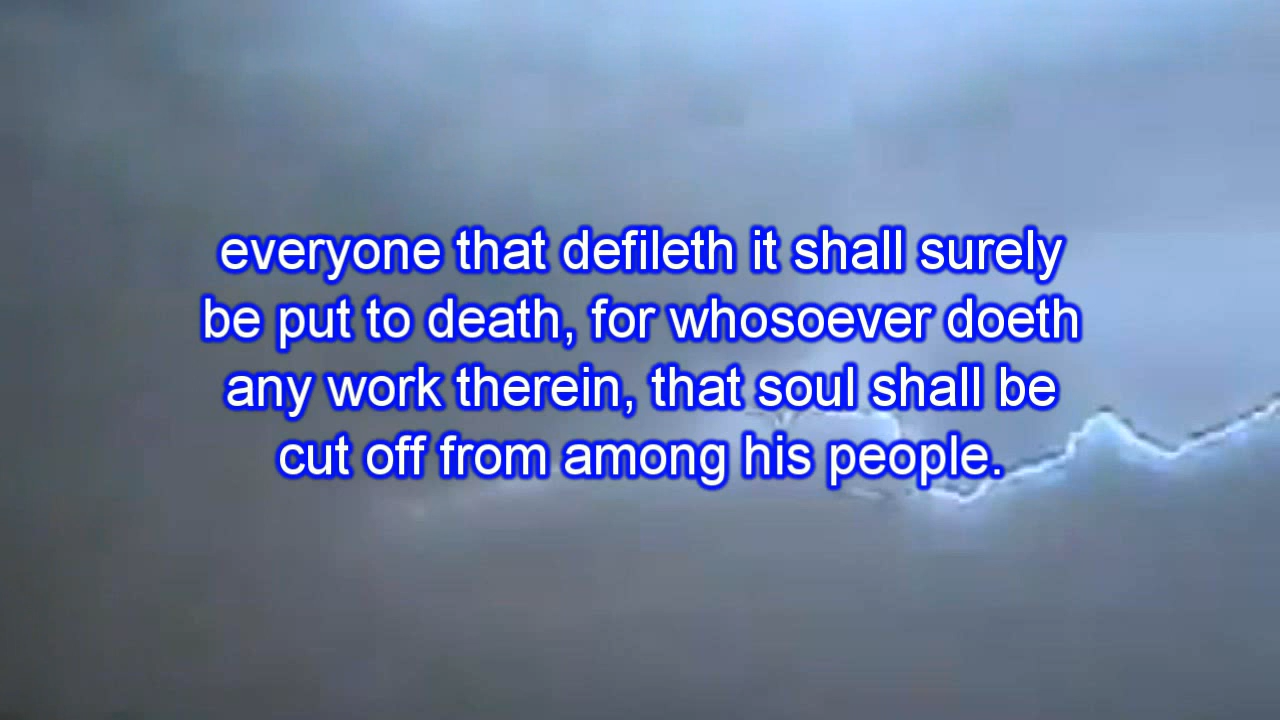 everyone that defileth it shall surely
be put to death, for whosoever doeth
any work therein, that soul shall be
cut off from among his people.